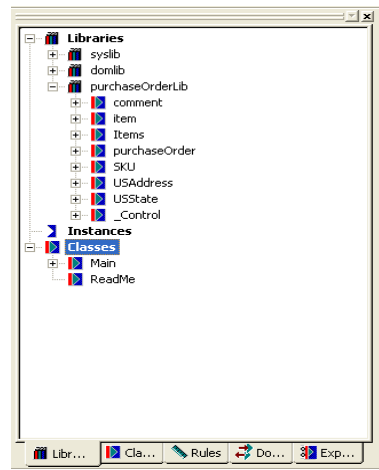 Libraries
syslib
domlib
purchaseOrderLib
comment
item
Items
purchaseOrder
SKU
USAddress
USState
_Control
Instances
Classes
Main
ReadMe
Libr... Cla... Rules Do... Exp...